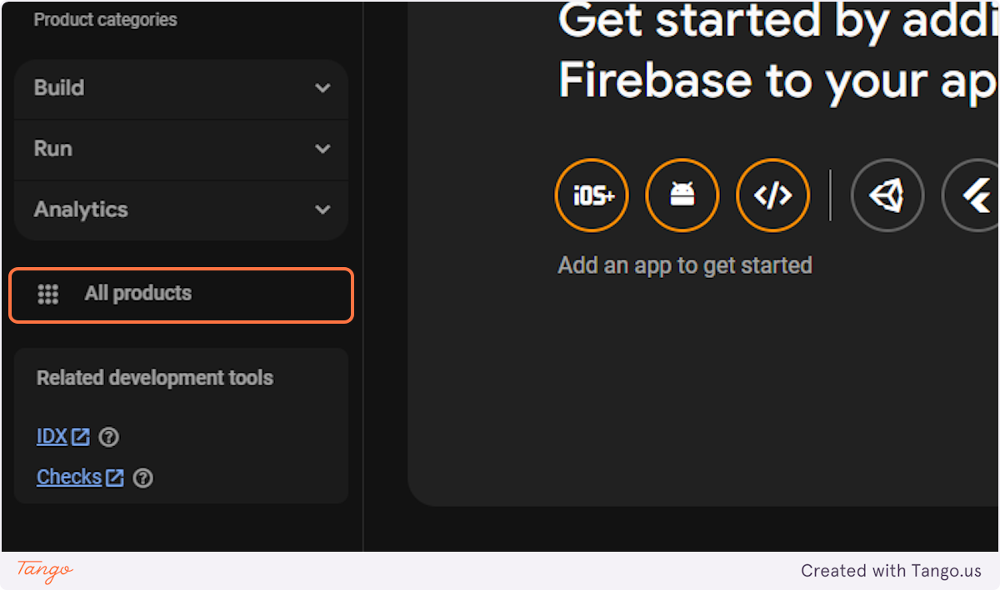 Product categories
Build
Run
Analytics
All products
Related development tools
IDX
Checks
Get started by addi
Firebase to your ap
iOS+
Add an app to get started
Tango
Created with Tango.us